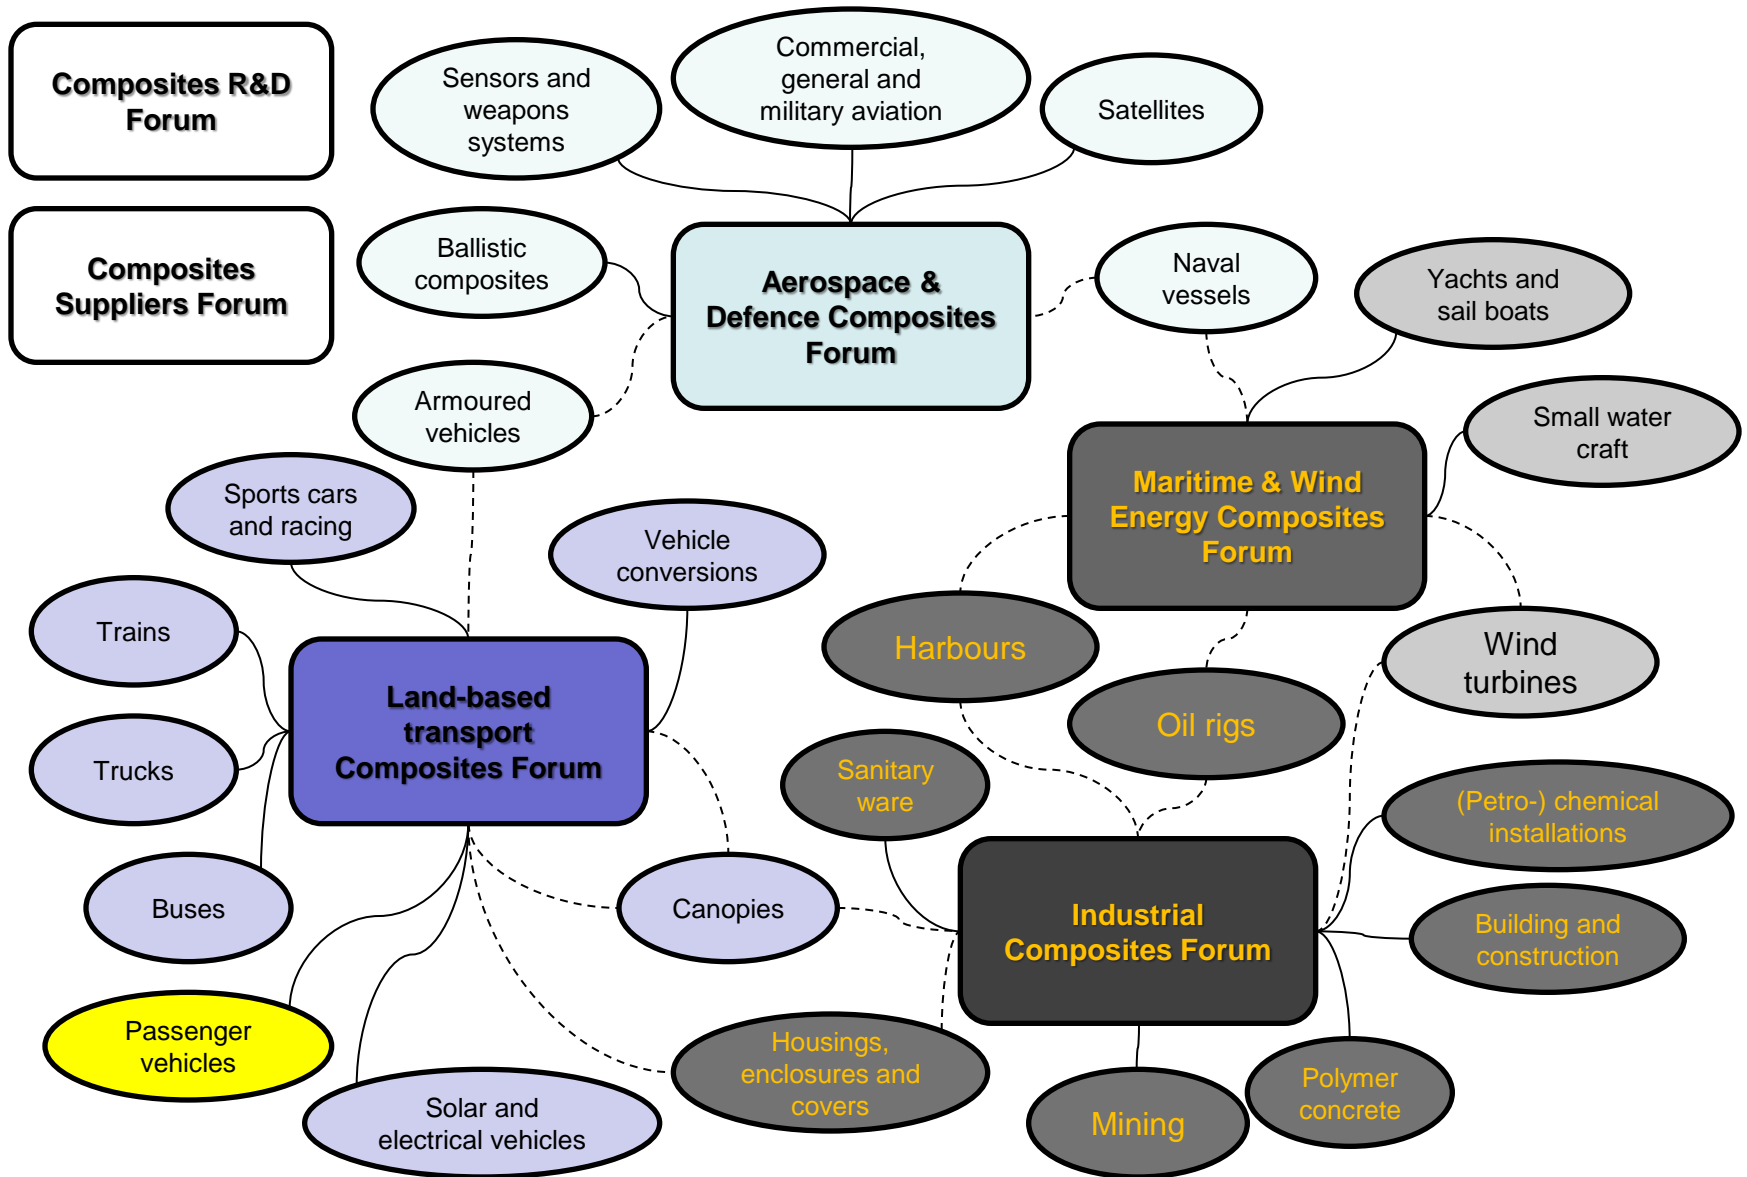 Composites R&D
Forum
Sensors and
weapons
systems
Commercial,
general and
military aviation
Satellites
Composites
Suppliers Forum
Ballistic
composites
Aerospace &
Defence Composites
Forum
Naval
vessels
Yachts and
sail boats
Armoured
vehicles
Small water
craft
Sports cars
and racing
Vehicle
conversions
Maritime & Wind
Energy Composites
Forum
Trains
Harbours
Wind
turbines
Land-based
transport
Composites Forum
Oil rigs
Trucks
Sanitary
ware
(Petro-) chemical
installations
Buses
Canopies
Industrial
Composites Forum
Building and
construction
Passenger
vehicles
Housings,
enclosures and
covers
Polymer
concrete
Solar and
electrical vehicles
Mining